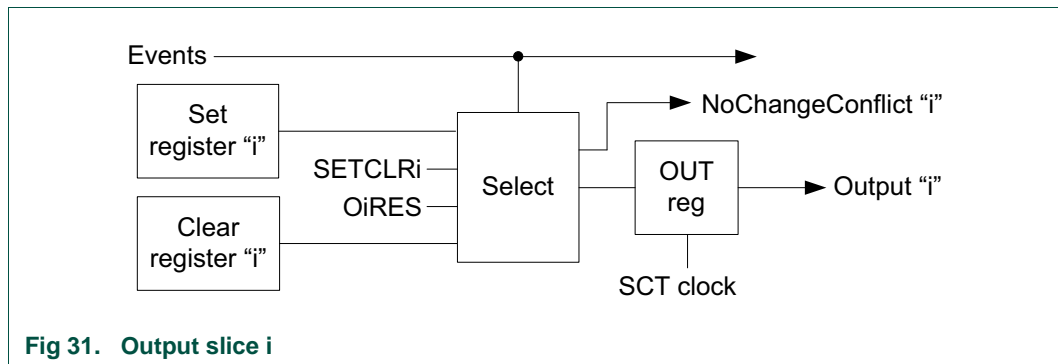 Events
Set
register “i”
SETCLRi
OiRES
Clear
register “i”
Select
NoChangeConflict “i”
OUT
reg
Output “i”
SCT clock
Fig 31. Output slice i